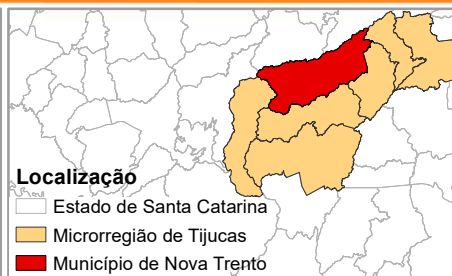 Localização
Estado de Santa Catarina
Microrregião de Tijucas
Município de Nova Trento